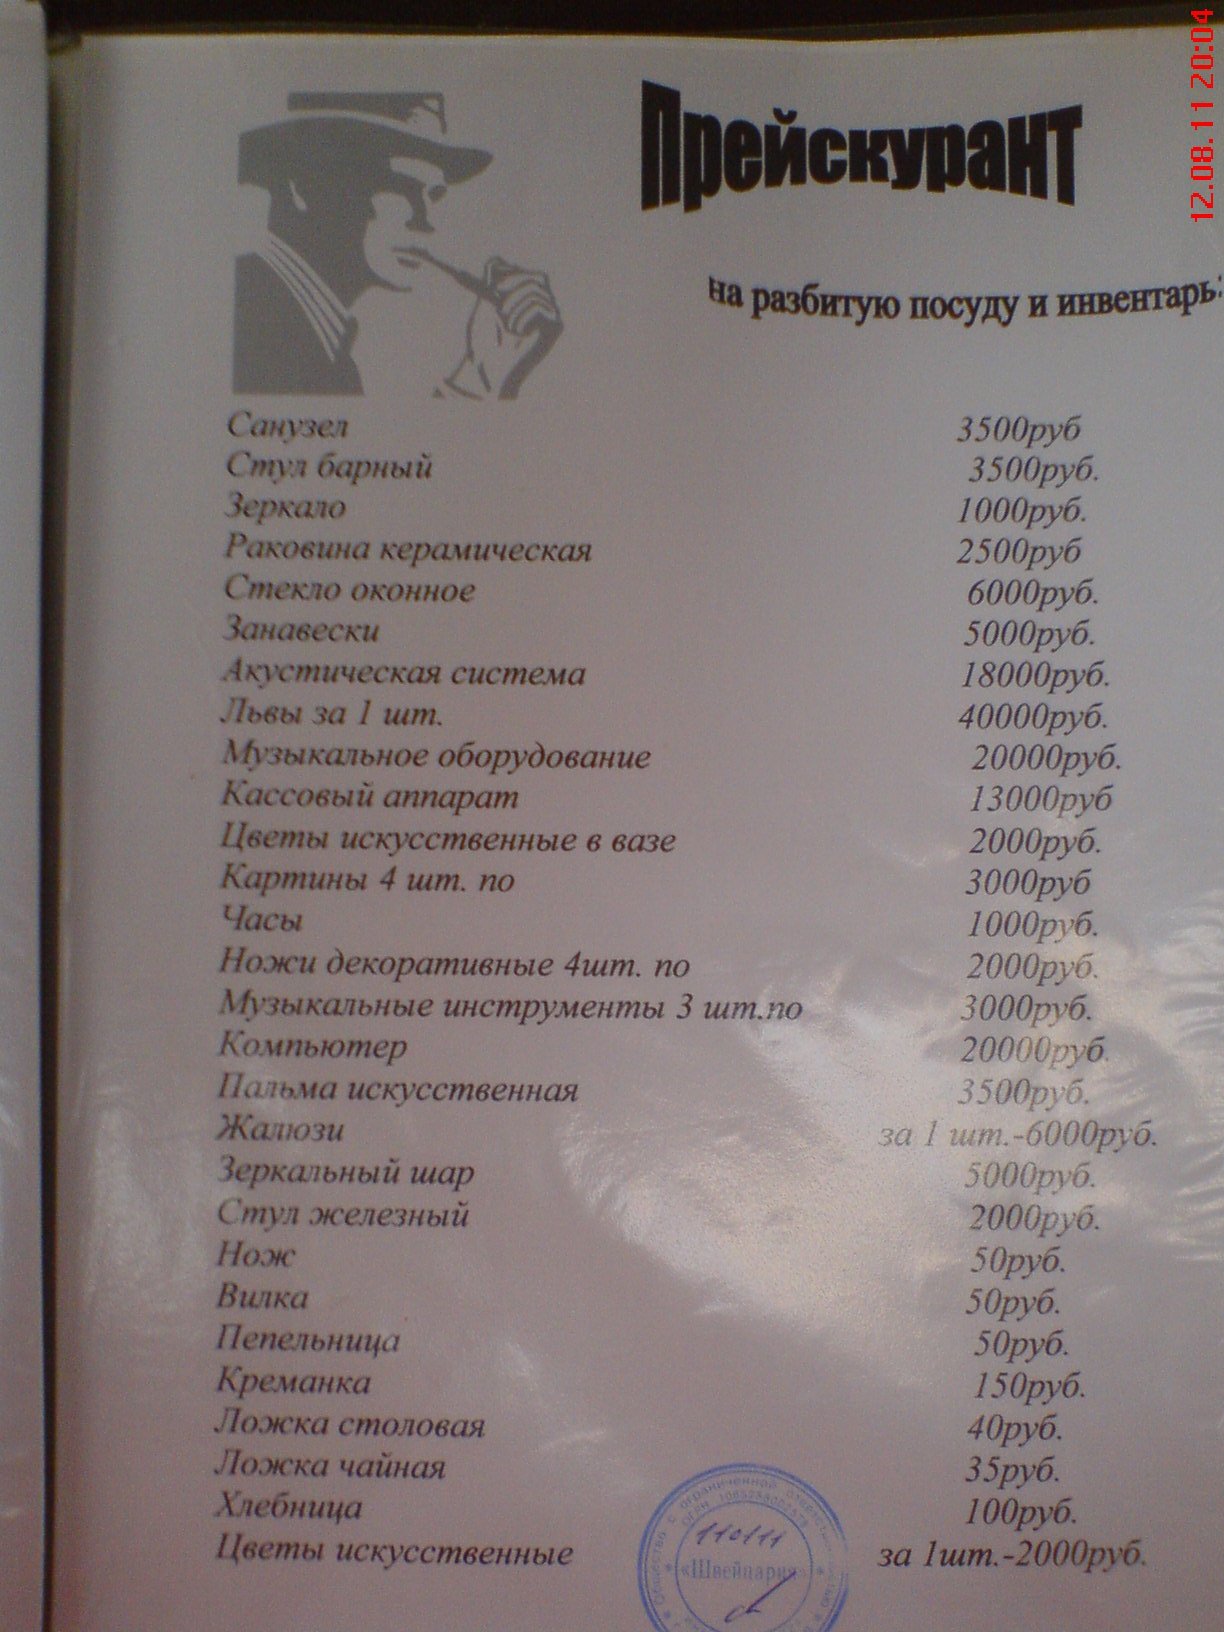 12.08.11 20:04
Прейскурант
на разбитую посуду и инвентарь:
Санузел 3500руб
Стул барный 3500руб.
Зеркало 1000руб.
Раковина керамическая 2500руб
Стекло оконное 6000руб.
Занавески 5000руб.
Акустическая система 18000руб.
Львы за 1 шт. 40000руб.
Музыкальное оборудование 20000руб.
Кассовый аппарат 13000руб
Цветы искусственные в вазе 2000руб.
Картины 4 шт. по 3000руб
Часы 1000руб.
Ножи декоративные 4шт. по 2000руб.
Музыкальные инструменты 3 шт.по 3000руб.
Компьютер 20000руб.
Пальма искусственная 3500руб.
Жалюзи за 1 шт.-6000руб.
Зеркальный шар 5000руб.
Стул железный 2000руб.
Нож 50руб.
Вилка 50руб.
Пепельница 50руб.
Креманка 150руб.
Ложка столовая 40руб.
Ложка чайная 35руб.
Хлебница 100руб.
Цветы искусственные за 1шт.-2000руб.
Общество с ограниченной
ОГРН
«Швейцария»